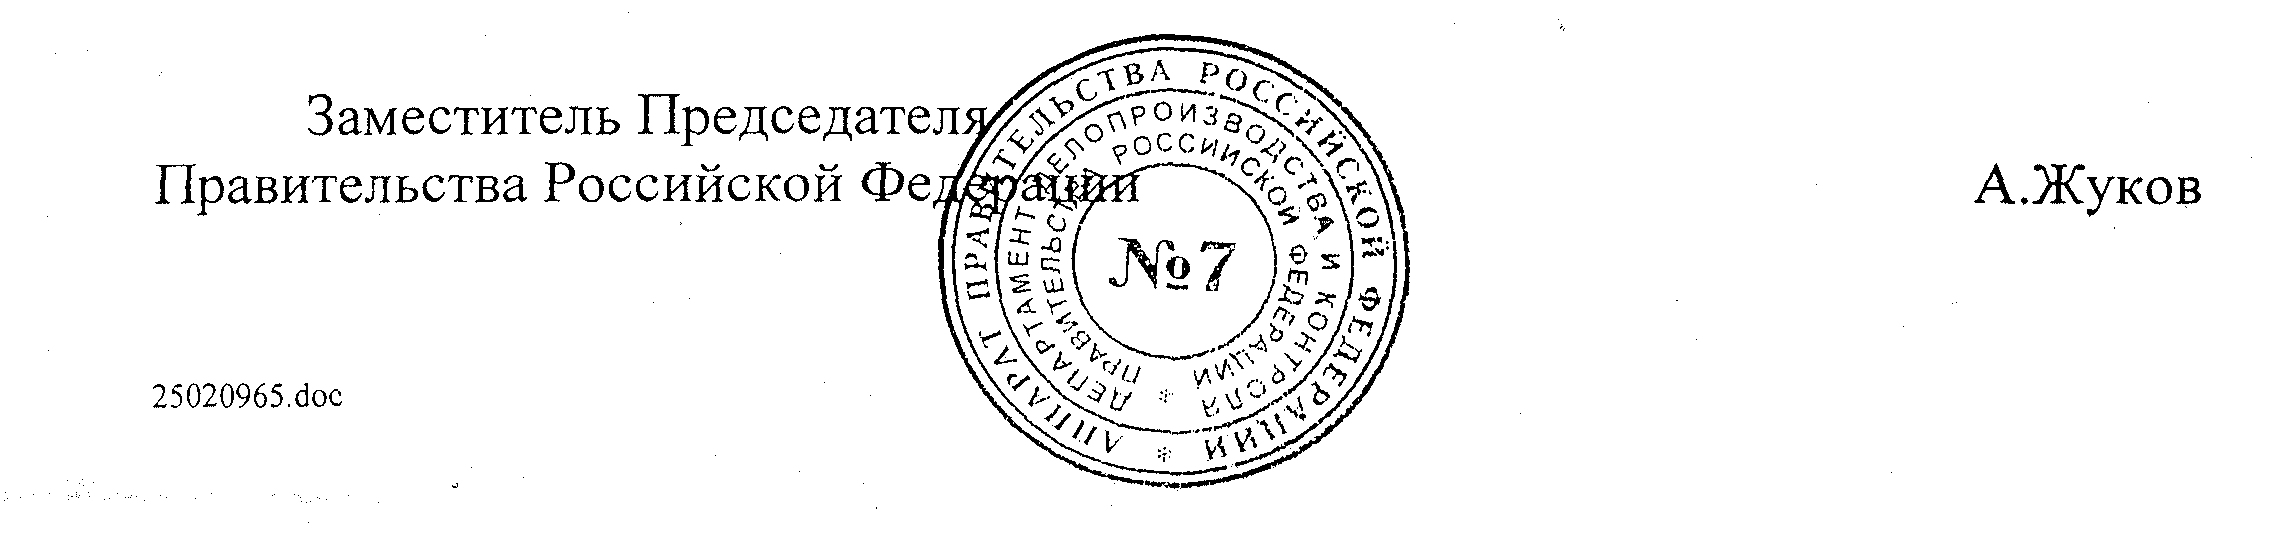 Заместитель Председателя
Правительства Российской Федерации
А.Жуков
АППАРАТ ПРАВИТЕЛЬСТВА РОССИЙСКОЙ ФЕДЕРАЦИИ *
ДЕПАРТАМЕНТ ДЕЛОПРОИЗВОДСТВА И КОНТРОЛЯ *
ПРАВИТЕЛЬСТВА РОССИЙСКОЙ ФЕДЕРАЦИИ
№7
25020965.doc